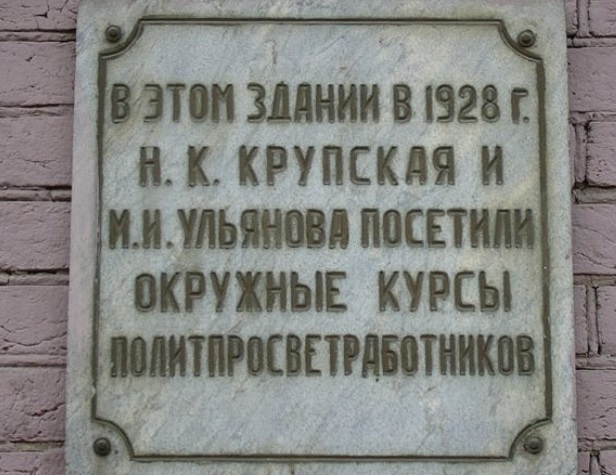 В ЭТОМ ЗДАНИИ В 1928 Г.
Н. К. КРУПСКАЯ И
М. И. УЛЬЯНОВА ПОСЕТИЛИ
ОКРУЖНЫЕ КУРСЫ
ПОЛИТПРОСВЕТРАБОТНИКОВ